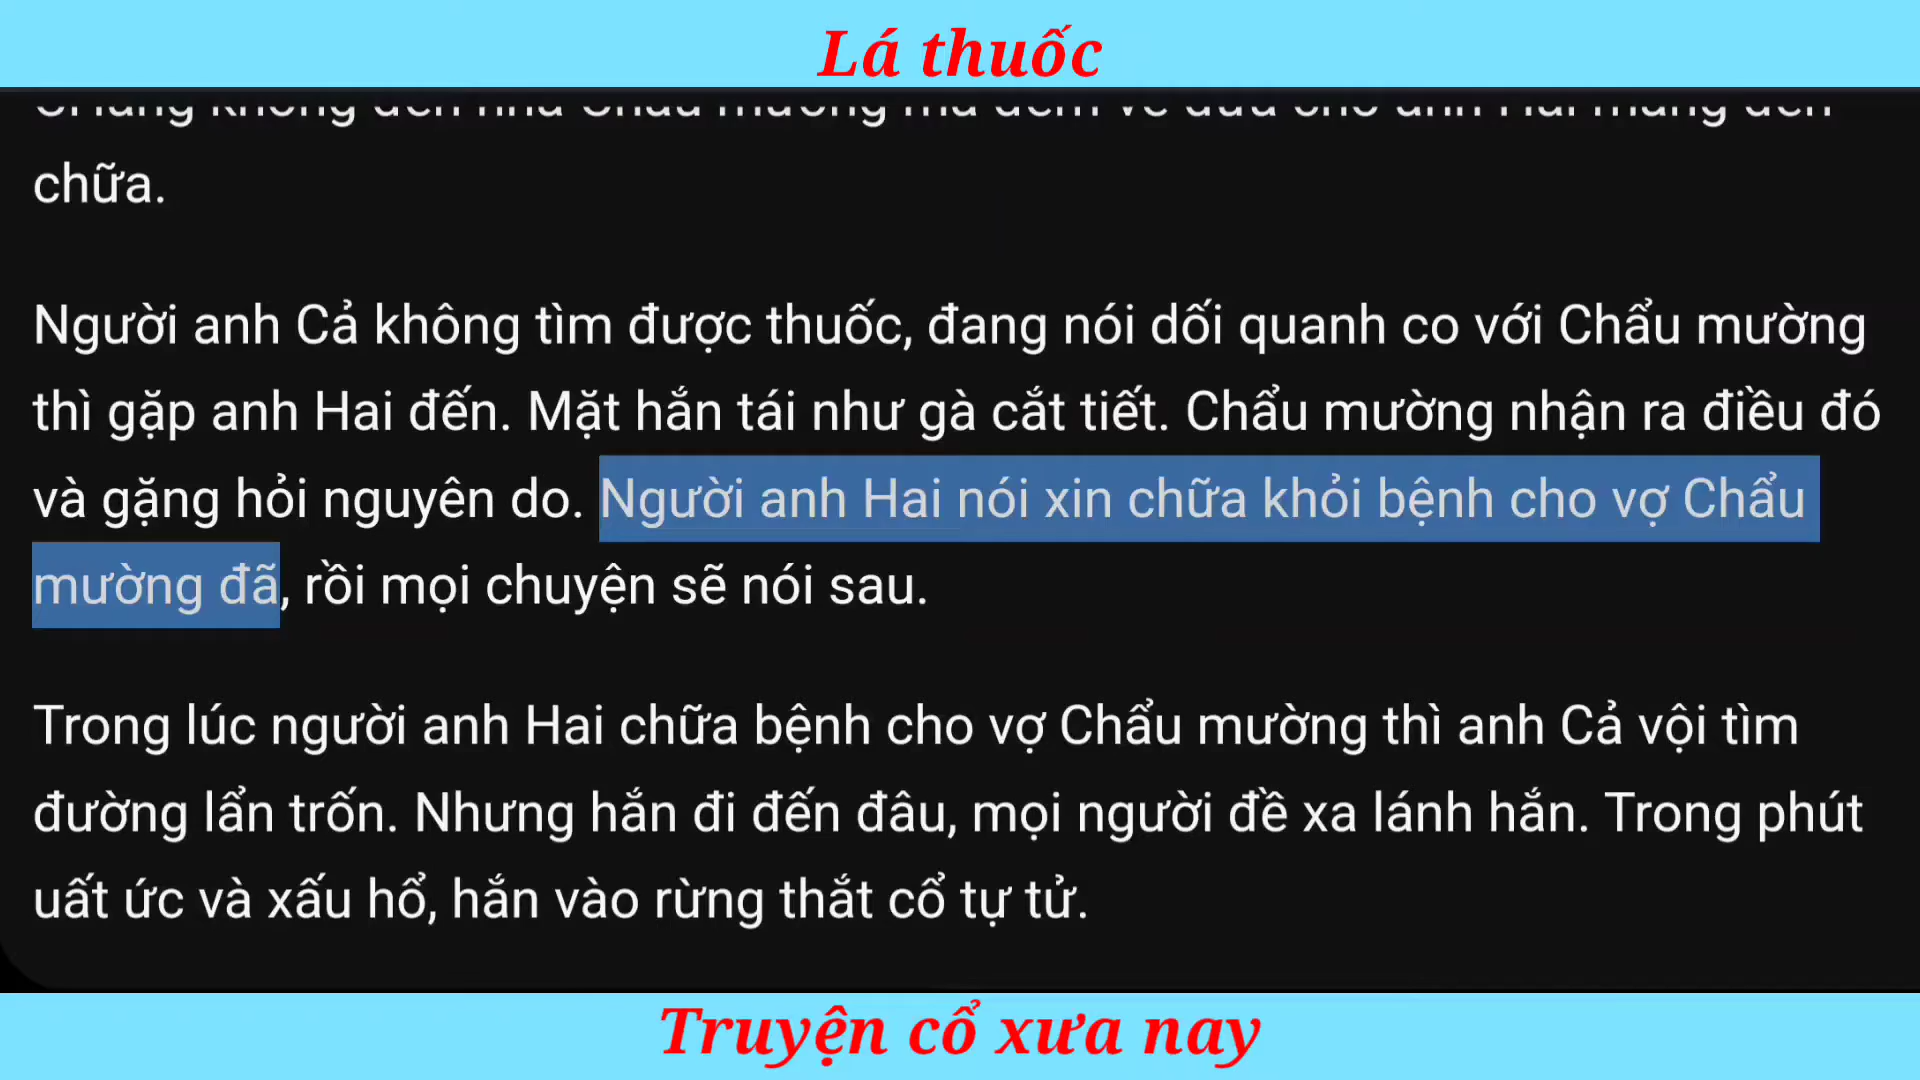 Lá thuốc
chữa.
Người anh Cả không tìm được thuốc, đang nói dối quanh co với Chẩu mường
thì gặp anh Hai đến. Mặt hắn tái như gà cắt tiết. Chẩu mường nhận ra điều đó
và gặng hỏi nguyên do. Người anh Hai nói xin chữa khỏi bệnh cho vợ Chẩu
mường đã, rồi mọi chuyện sẽ nói sau.
Trong lúc người anh Hai chữa bệnh cho vợ Chẩu mường thì anh Cả vội tìm
đường lẩn trốn. Nhưng hắn đi đến đâu, mọi người đề xa lánh hắn. Trong phút
uất ức và xấu hổ, hắn vào rừng thắt cổ tự tử.
Truyện cổ xưa nay